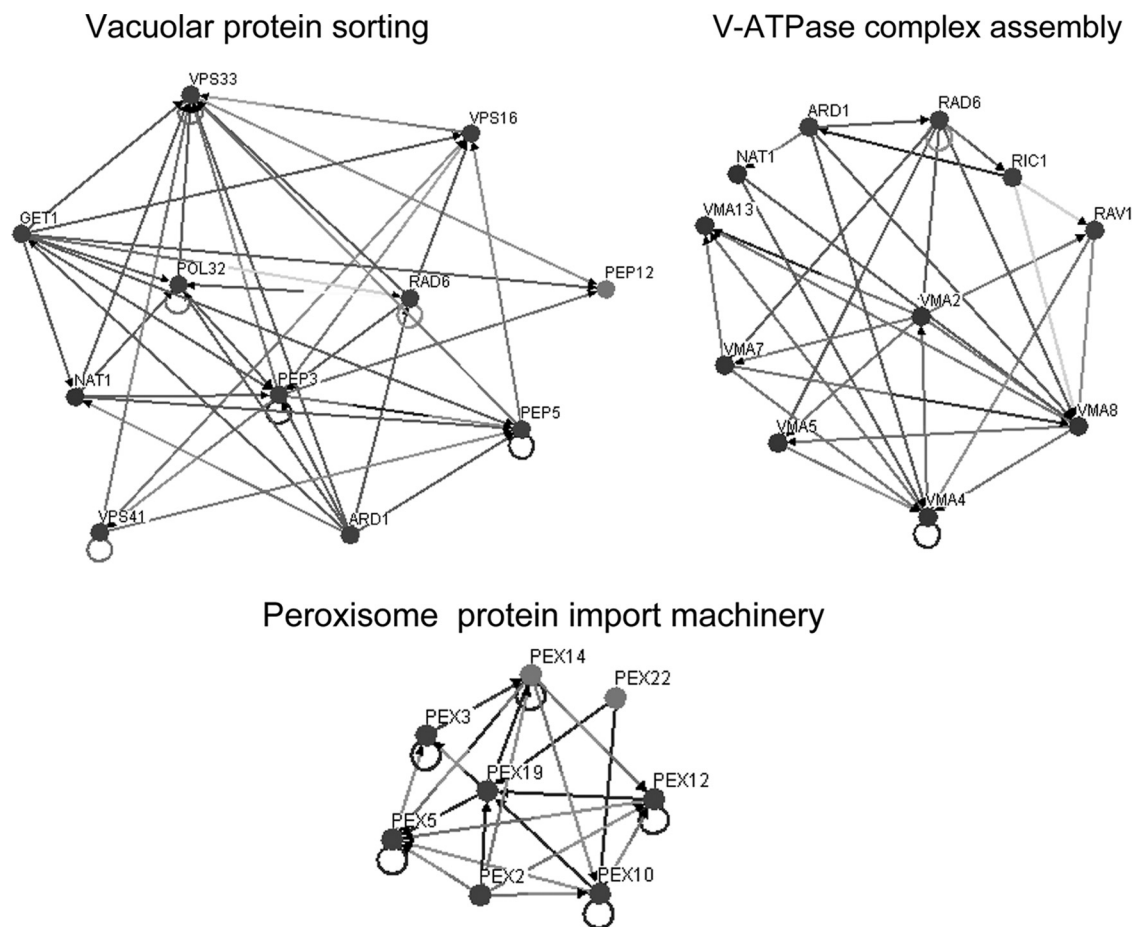 Vacuolar protein sorting
V-ATPase complex assembly
VPS33
VPS16
GET1
POL32
RAD6
PEP12
NAT1
PEP3
PEP5
VPS41
ARD1
ARD1
RAD6
NAT1
RIC1
VMA13
RAV1
VMA2
VMA7
VMA5
VMA8
VMA4
Peroxisome protein import machinery
PEX14
PEX22
PEX3
PEX19
PEX12
PEX5
PEX2
PEX10